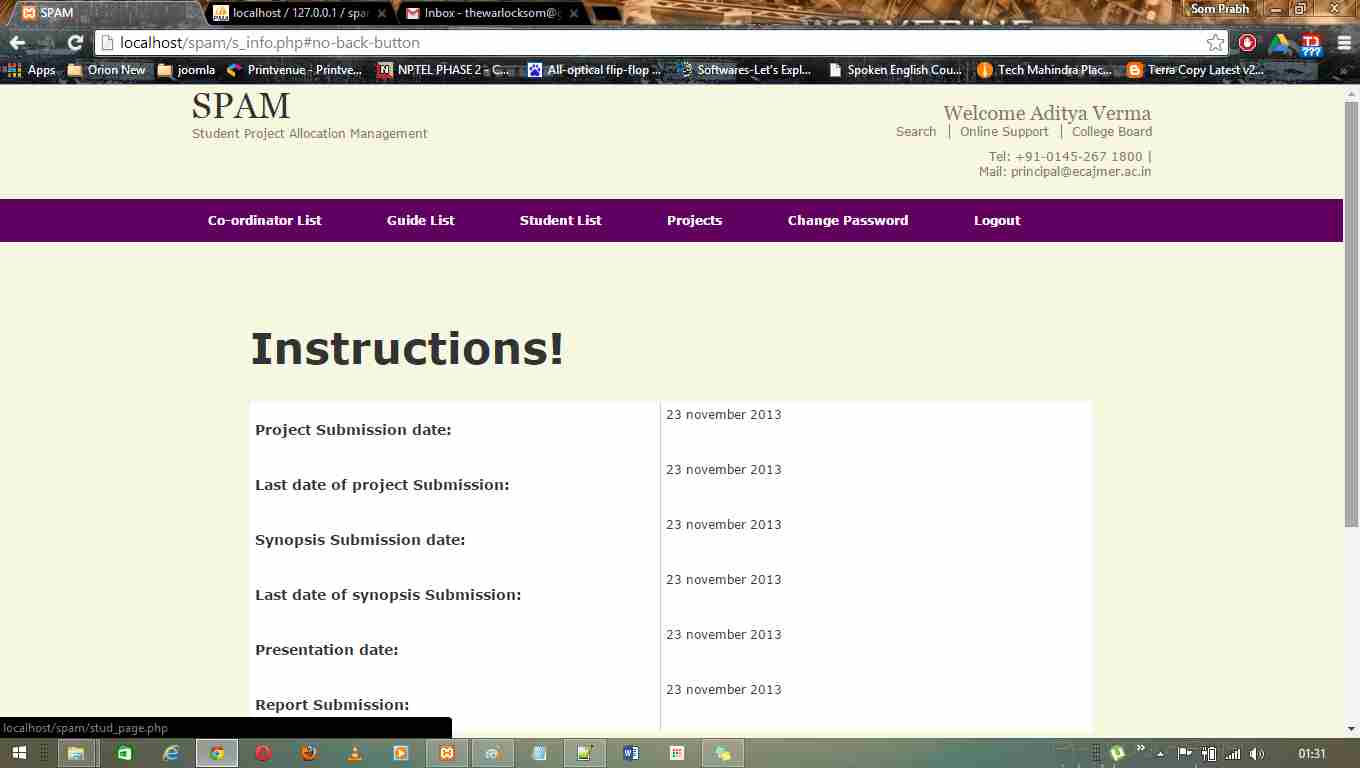 SPAM
localhost / 127.0.0.1 / spa
Inbox - thewarlocksom@g
Som Prabh
localhost/spam/s_info.php#no-back-button
Apps Orion New joomla Printvenue - Printve... NPTEL PHASE 2 - C... All-optical flip-flop ... Softwares-Let's Expl... Spoken English Cou... Tech Mahindra Plac... Terra Copy Latest v2...
SPAM
Student Project Allocation Management
Welcome Aditya Verma
Search | Online Support | College Board
Tel: +91-0145-267 1800 |
Mail: principal@ecajmer.ac.in
Co-ordinator List Guide List Student List Projects Change Password Logout
Instructions!
Project Submission date: 23 november 2013
Last date of project Submission: 23 november 2013
Synopsis Submission date: 23 november 2013
Last date of synopsis Submission: 23 november 2013
Presentation date: 23 november 2013
Report Submission: 23 november 2013
localhost/spam/stud_page.php
01:31